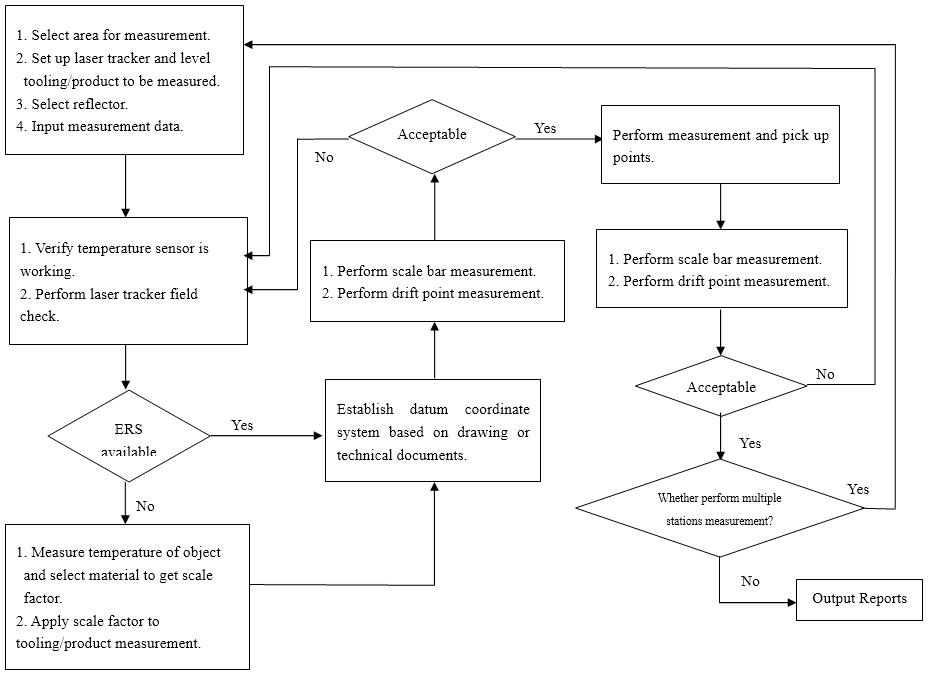 1. Select area for measurement.
2. Set up laser tracker and level
tooling/product to be measured.
3. Select reflector.
4. Input measurement data.
1. Verify temperature sensor is
working.
2. Perform laser tracker field
check.
ERS
available
Yes
No
1. Measure temperature of object
and select material to get scale
factor.
2. Apply scale factor to
tooling/product measurement.
Establish datum coordinate
system based on drawing or
technical documents.
1. Perform scale bar measurement.
2. Perform drift point measurement.
Acceptable
No
Yes
Perform measurement and pick up
points.
1. Perform scale bar measurement.
2. Perform drift point measurement.
Acceptable
No
Yes
Whether perform multiple
stations measurement?
Yes
No
Output Reports